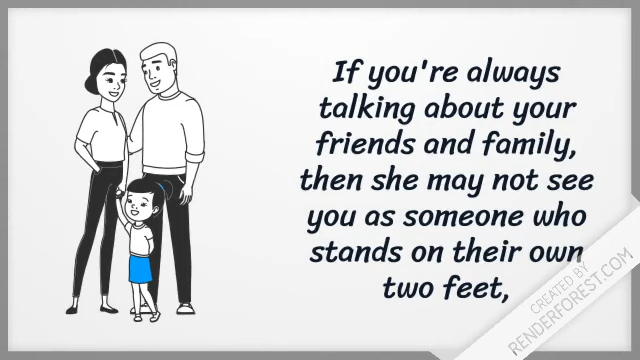 If you're always
talking about your
friends and family,
then she may not see
you as someone who
stands on their own
two feet,
CREATED BY
RENDERFOREST.COM